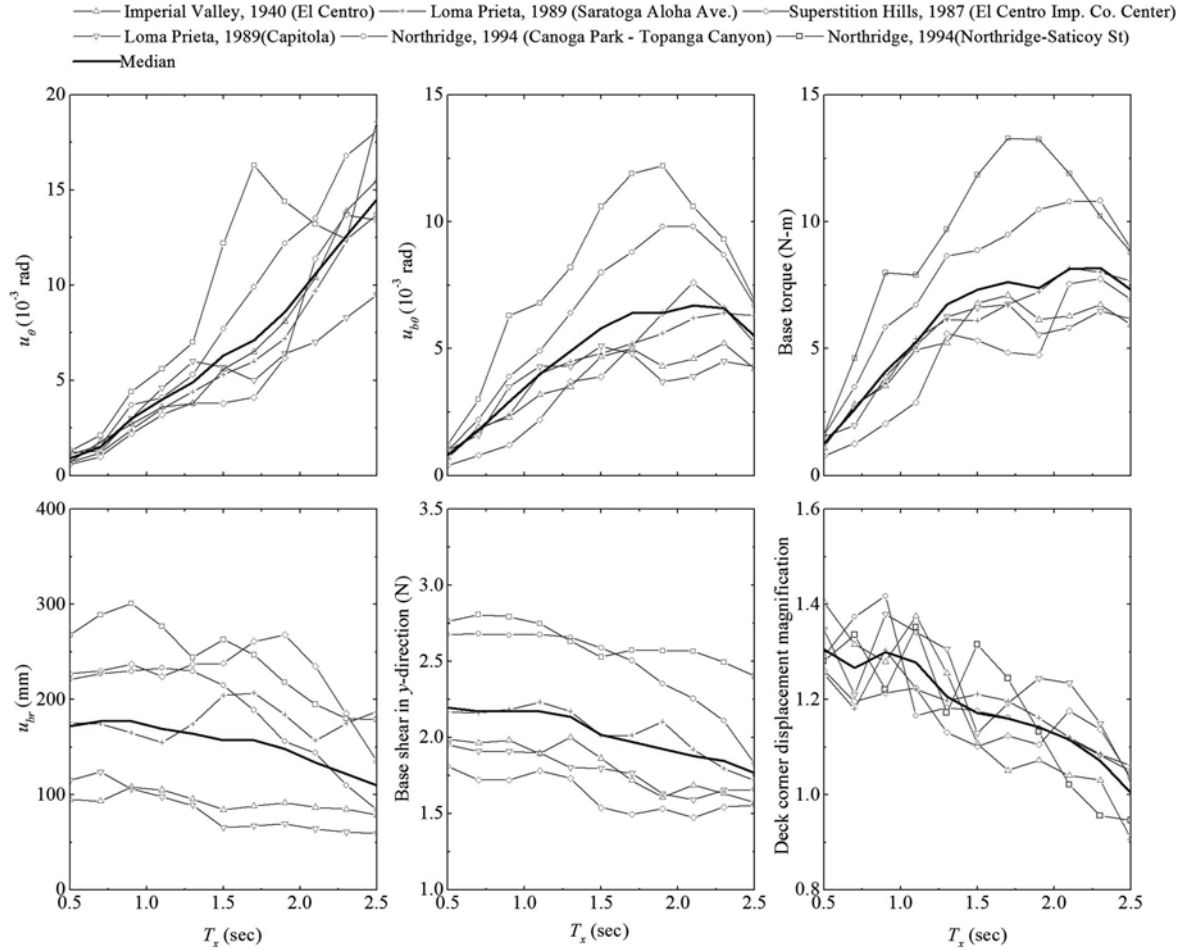 Imperial Valley, 1940 (El Centro) Loma Prieta, 1989 (Saratoga Aloha Ave.) Superstition Hills, 1987 (El Centro Imp. Co. Center)
Loma Prieta, 1989(Capitola) Northridge, 1994 (Canoga Park - Topanga Canyon) Northridge, 1994(Northridge-Saticoy St)
Median
20
15
10
5
0
u_θ (10⁻³ rad)
15
10
5
0
u_bθ (10⁻³ rad)
15
10
5
0
Base torque (N-m)
400
300
200
100
0
u_br (mm)
0.5 1.0 1.5 2.0 2.5
T_x (sec)
3.5
3.0
2.5
2.0
1.5
1.0
Base shear in y-direction (N)
0.5 1.0 1.5 2.0 2.5
T_x (sec)
1.6
1.4
1.2
1.0
0.8
Deck corner displacement magnification
0.5 1.0 1.5 2.0 2.5
T_x (sec)